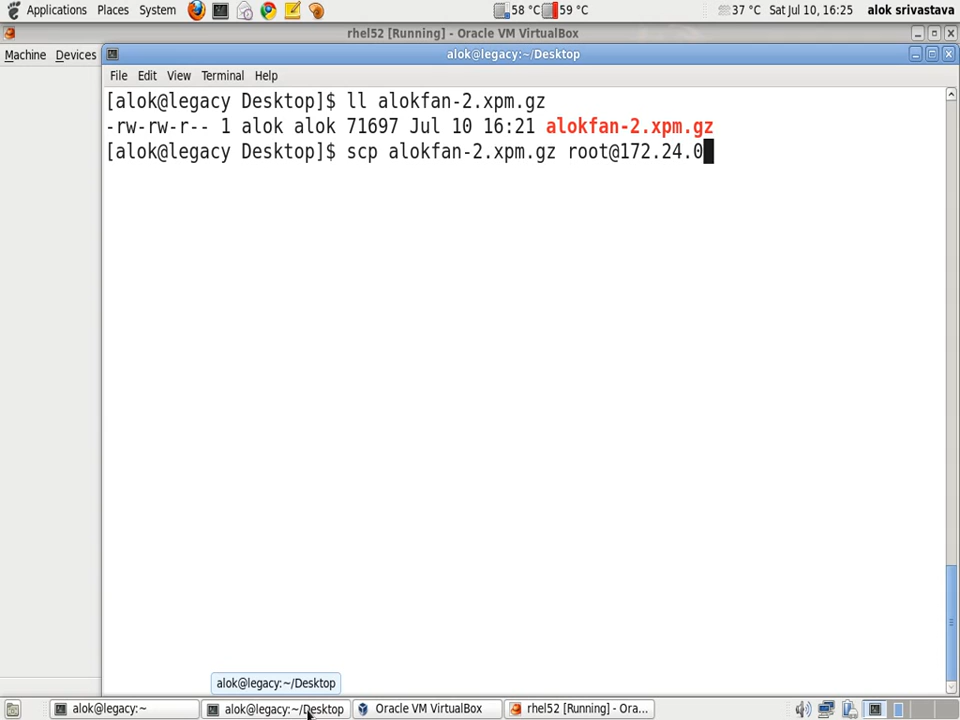 Applications Places System 58 °C 59 °C 37 °C Sat Jul 10, 16:25 alok srivastava
rhel52 [Running] - Oracle VM VirtualBox
Machine Devices
alok@legacy:~/Desktop
File Edit View Terminal Help
[alok@legacy Desktop]$ ll alokfan-2.xpm.gz
-rw-rw-r-- 1 alok alok 71697 Jul 10 16:21 alokfan-2.xpm.gz
[alok@legacy Desktop]$ scp alokfan-2.xpm.gz root@172.24.0
alok@legacy:~/Desktop
alok@legacy:~ alok@legacy:~/Desktop Oracle VM VirtualBox rhel52 [Running] - Ora...